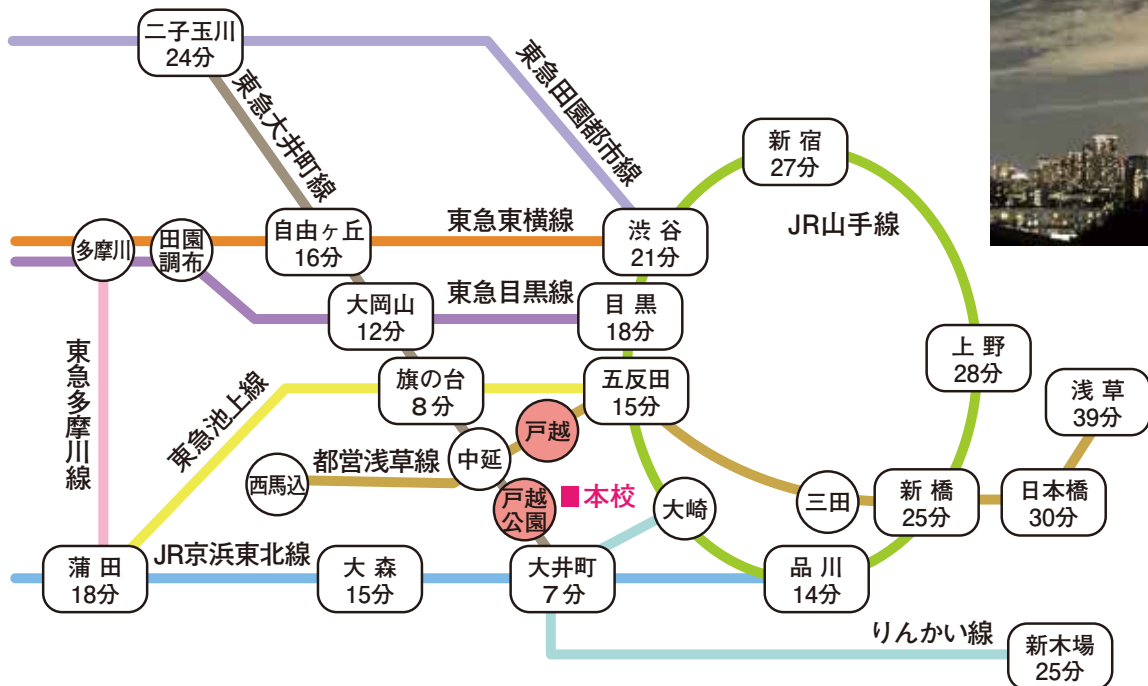 二子玉川
24分
東急大井町線
東急田園都市線
新宿
27分
JR山手線
多摩川
田園
調布
自由ヶ丘
16分
東急東横線
渋谷
21分
大岡山
12分
東急目黒線
目黒
18分
上野
28分
東急多摩川線
東急池上線
旗の台
8分
五反田
15分
浅草
39分
戸越
中延
都営浅草線
西馬込
戸越
公園
■本校
大崎
三田
新橋
25分
日本橋
30分
蒲田
18分
JR京浜東北線
大森
15分
大井町
7分
品川
14分
りんかい線
新木場
25分